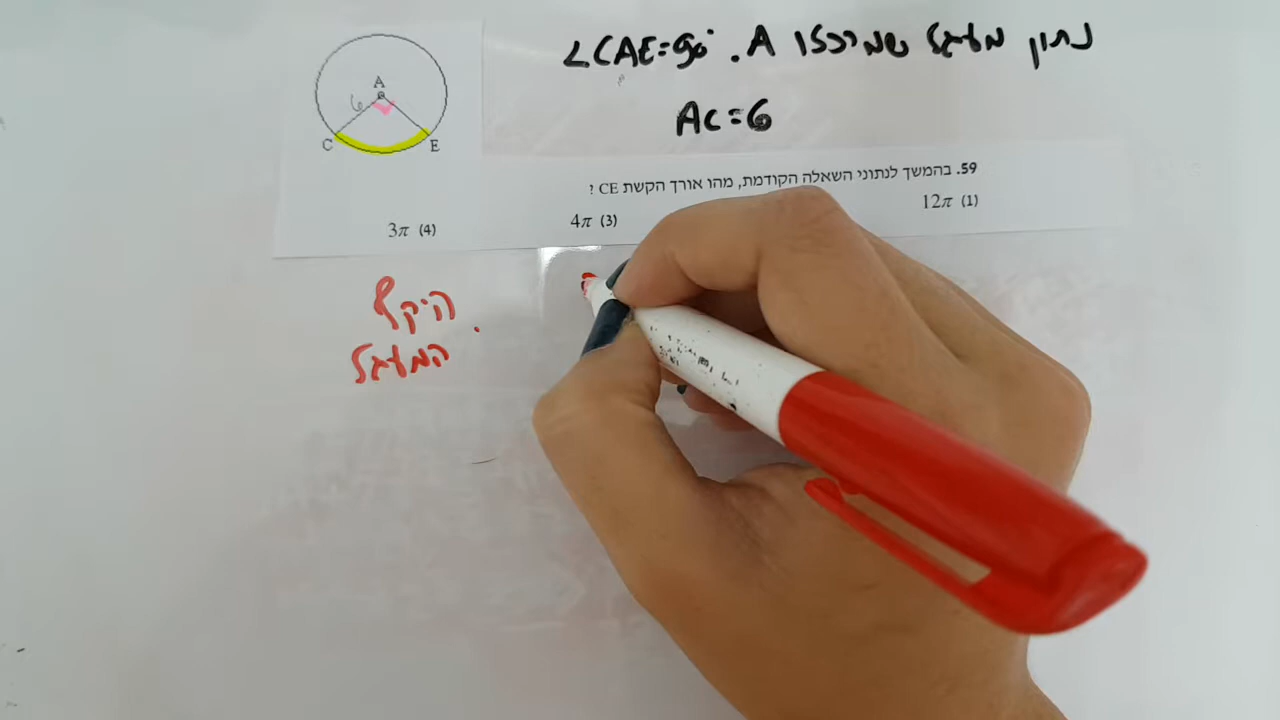 נתון מעגל שמרכזו A. ∠CAE=90°
AC=6
A
6
C
E
59. בהמשך לנתוני השאלה הקודמת, מהו אורך הקשת CE ?
(1) 12π
(3) 4π
(4) 3π
היקף
המעגל